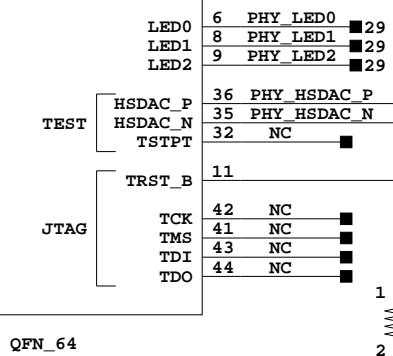 LED0 6 PHY_LED0 29
LED1 8 PHY_LED1 29
LED2 9 PHY_LED2 29
HSDAC_P 36 PHY_HSDAC_P
HSDAC_N 35 PHY_HSDAC_N
TEST
TSTPT 32 NC
TRST_B 11
TCK 42 NC
JTAG
TMS 41 NC
TDI 43 NC
TDO 44 NC
1
QFN_64
2